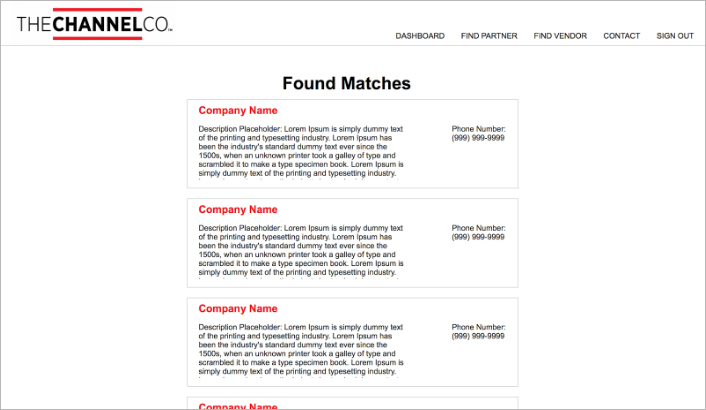 THECHANNELCO.
DASHBOARD FIND PARTNER FIND VENDOR CONTACT SIGN OUT
Found Matches
Company Name
Description Placeholder: Lorem Ipsum is simply dummy text
of the printing and typesetting industry. Lorem Ipsum has
been the industry's standard dummy text ever since the
1500s, when an unknown printer took a galley of type and
scrambled it to make a type specimen book. Lorem Ipsum is
simply dummy text of the printing and typesetting industry.
Phone Number:
(999) 999-9999
Company Name
Description Placeholder: Lorem Ipsum is simply dummy text
of the printing and typesetting industry. Lorem Ipsum has
been the industry's standard dummy text ever since the
1500s, when an unknown printer took a galley of type and
scrambled it to make a type specimen book. Lorem Ipsum is
simply dummy text of the printing and typesetting industry.
Phone Number:
(999) 999-9999
Company Name
Description Placeholder: Lorem Ipsum is simply dummy text
of the printing and typesetting industry. Lorem Ipsum has
been the industry's standard dummy text ever since the
1500s, when an unknown printer took a galley of type and
scrambled it to make a type specimen book. Lorem Ipsum is
simply dummy text of the printing and typesetting industry.
Phone Number:
(999) 999-9999
Company Name